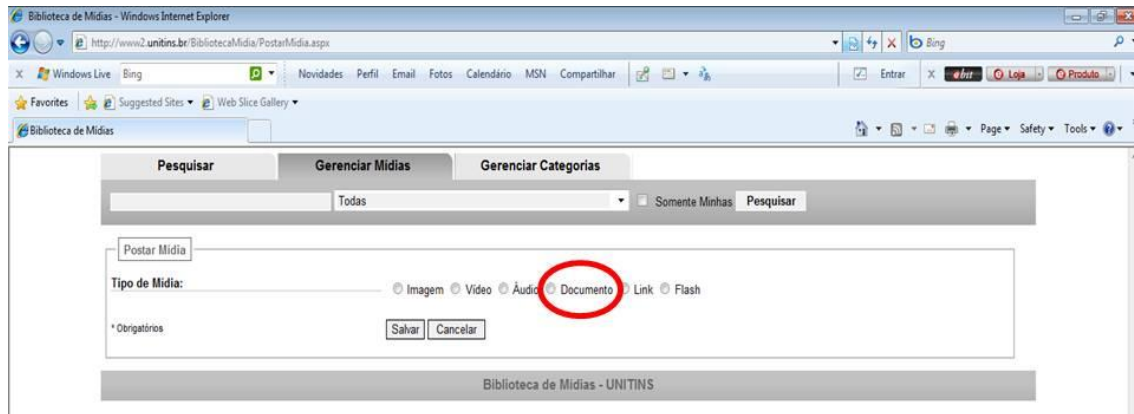 Biblioteca de Mídias - Windows Internet Explorer
http://www2.unitins.br/BibliotecaMidia/PostarMidia.aspx
Bing
X Windows Live Bing Novidades Perfil Email Fotos Calendário MSN Compartilhar Entrar X ebit Loja Produto
Favorites Suggested Sites Web Slice Gallery
Biblioteca de Mídias Page Safety Tools
Pesquisar Gerenciar Mídias Gerenciar Categorias
Todas Somente Minhas Pesquisar
Postar Mídia
Tipo de Mídia: Imagem Vídeo Áudio Documento Link Flash
* Obrigatórios Salvar Cancelar
Biblioteca de Mídias - UNITINS